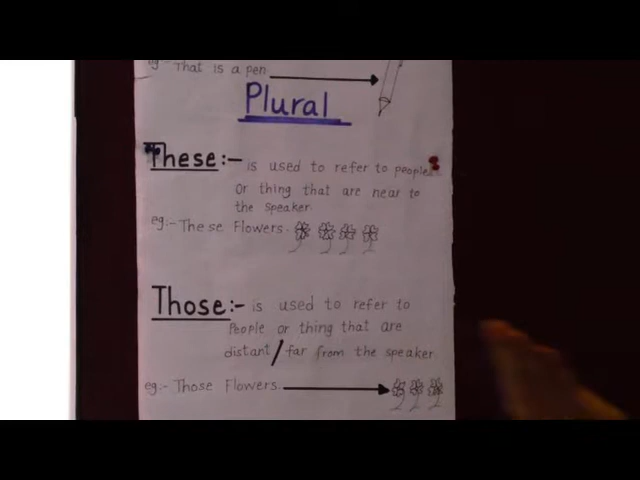 eg:- That is a pen
Plural
These:- is used to refer to people
or thing that are near to
the speaker
eg:- These Flowers.
Those:- is used to refer to
People or thing that are
distant/far from the speaker
eg:- Those Flowers